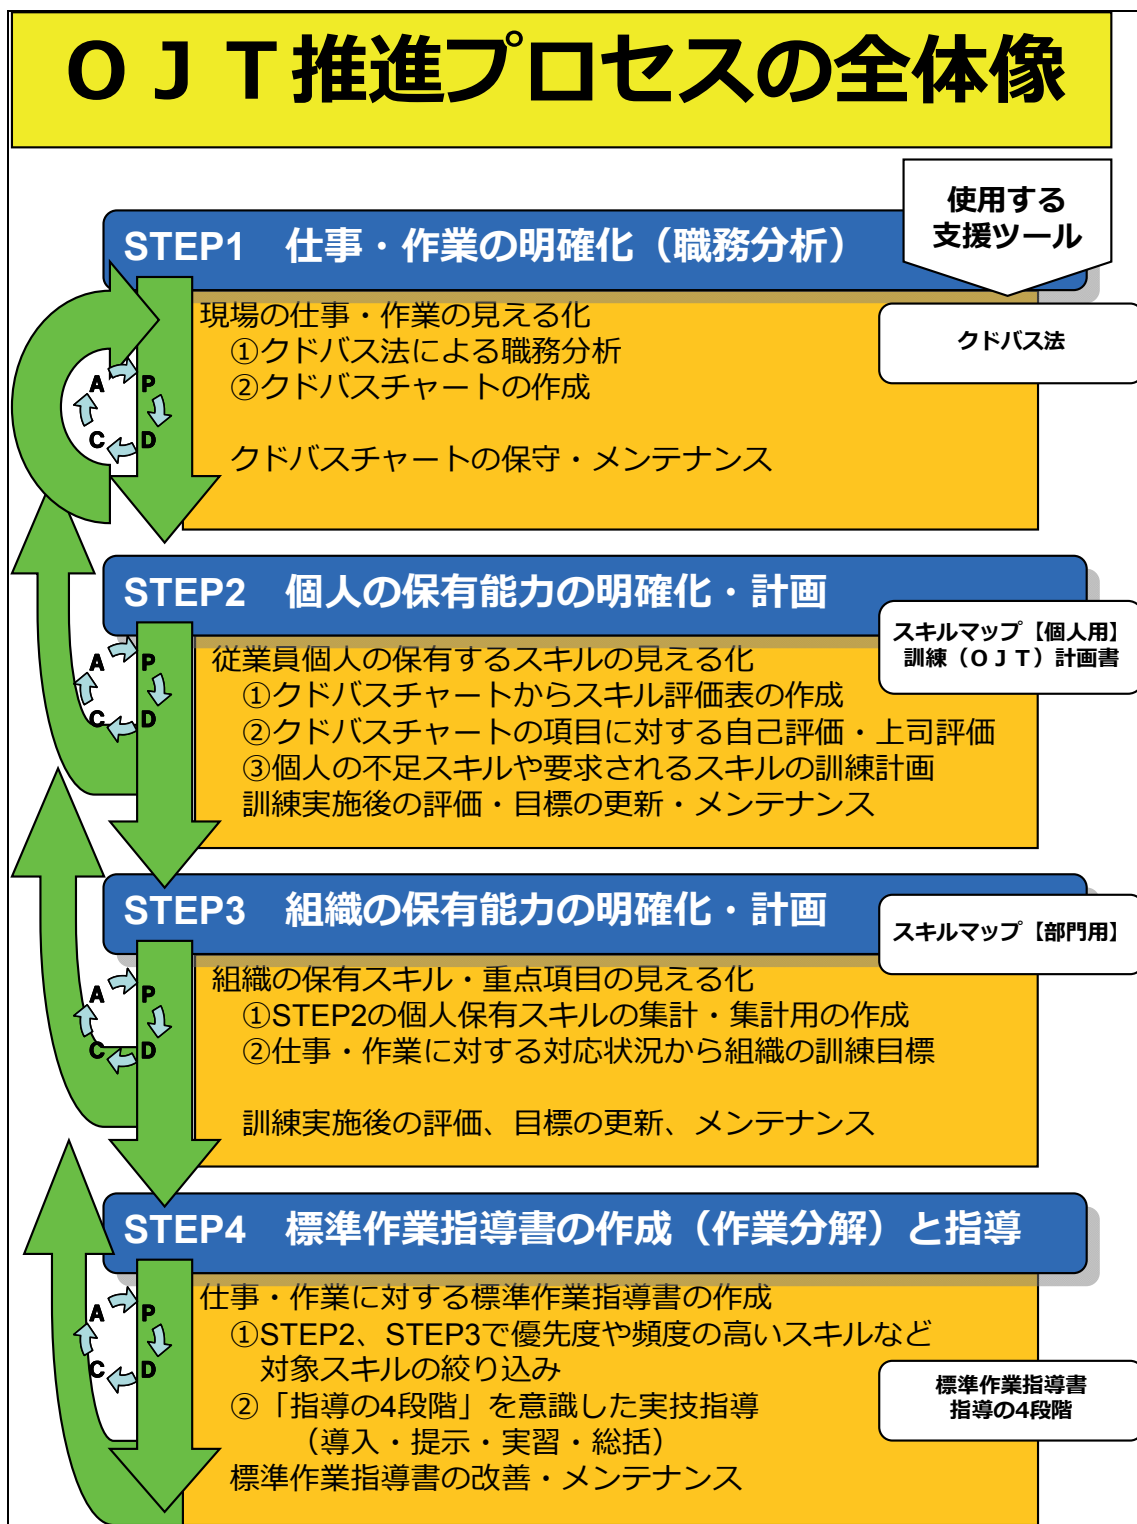 ＯＪＴ推進プロセスの全体像
使用する
支援ツール
STEP1　仕事・作業の明確化（職務分析）
クドバス法
現場の仕事・作業の見える化
①クドバス法による職務分析
②クドバスチャートの作成
クドバスチャートの保守・メンテナンス
A P
C D
STEP2　個人の保有能力の明確化・計画
スキルマップ【個人用】
訓練（ＯＪＴ）計画書
従業員個人の保有するスキルの見える化
①クドバスチャートからスキル評価表の作成
②クドバスチャートの項目に対する自己評価・上司評価
③個人の不足スキルや要求されるスキルの訓練計画
訓練実施後の評価・目標の更新・メンテナンス
A P
C D
STEP3　組織の保有能力の明確化・計画
スキルマップ【部門用】
組織の保有スキル・重点項目の見える化
①STEP2の個人保有スキルの集計・集計用の作成
②仕事・作業に対する対応状況から組織の訓練目標
訓練実施後の評価、目標の更新、メンテナンス
A P
C D
STEP4　標準作業指導書の作成（作業分解）と指導
仕事・作業に対する標準作業指導書の作成
①STEP2、STEP3で優先度や頻度の高いスキルなど
対象スキルの絞り込み
②「指導の4段階」を意識した実技指導
（導入・提示・実習・総括）
標準作業指導書の改善・メンテナンス
標準作業指導書
指導の4段階
A P
C D